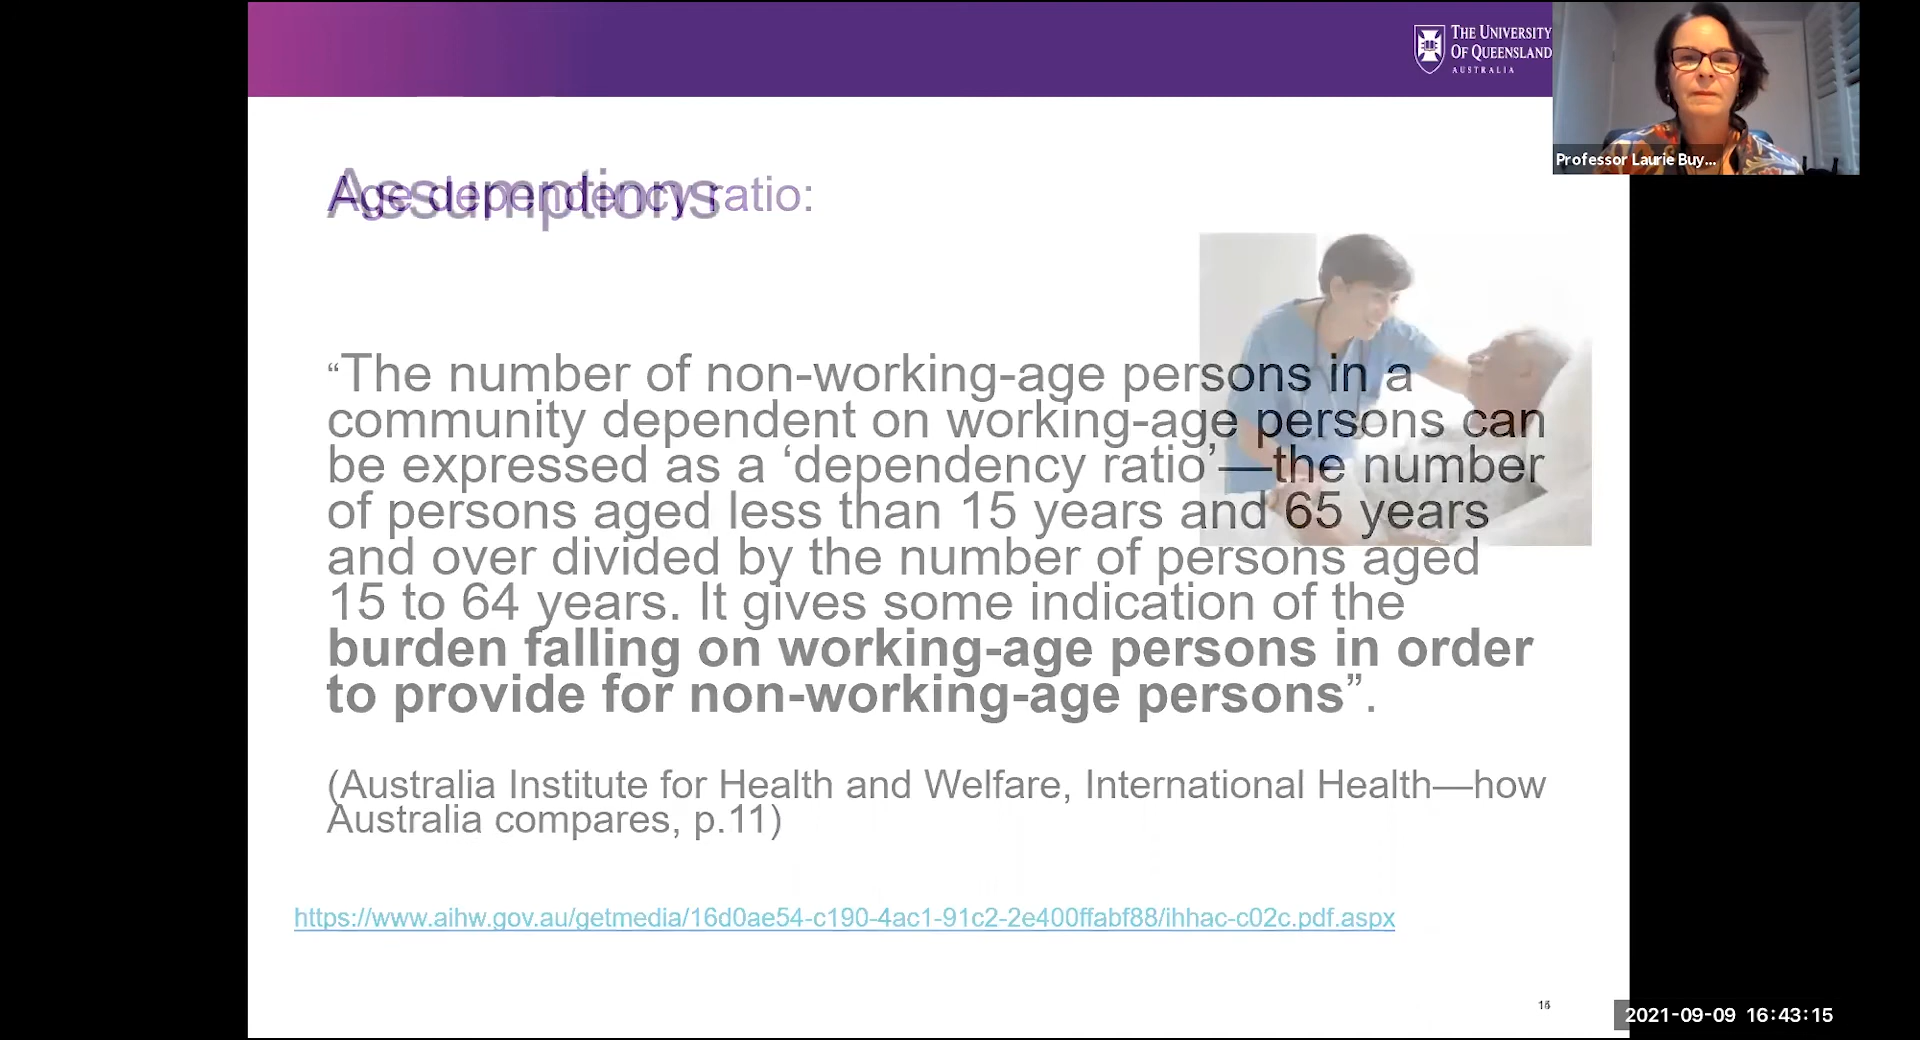 THE UNIVERSITY
OF QUEENSLAND
AUSTRALIA
Professor Laurie Buy...
Assumptions
Age dependency ratio:
“The number of non-working-age persons in a
community dependent on working-age persons can
be expressed as a ‘dependency ratio’—the number
of persons aged less than 15 years and 65 years
and over divided by the number of persons aged
15 to 64 years. It gives some indication of the
burden falling on working-age persons in order
to provide for non-working-age persons”.
(Australia Institute for Health and Welfare, International Health—how
Australia compares, p.11)
https://www.aihw.gov.au/getmedia/16d0ae54-c190-4ac1-91c2-2e400ffabf88/ihhac-c02c.pdf.aspx
2021-09-09 16:43:15